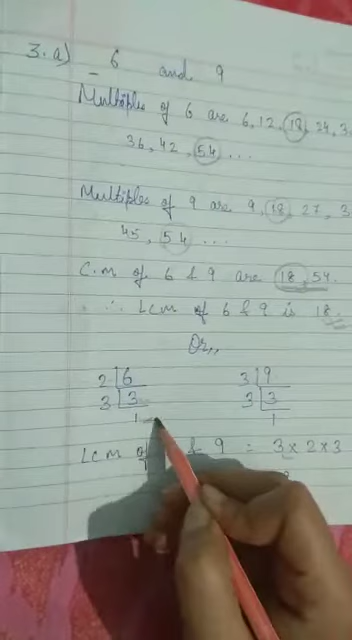 3. a) 6 and 9
Multiples of 6 are 6, 12, 18, 24, 3
36, 42, 54 ...
Multiples of 9 are 9, 18, 27, 3
45, 54 ...
C.M of 6 & 9 are 18, 54.
∴ LCM of 6 & 9 is 18.
Or,,
2 6 3 9
3 3 3 3
1 1
LCM of & 9 = 3 × 2 × 3